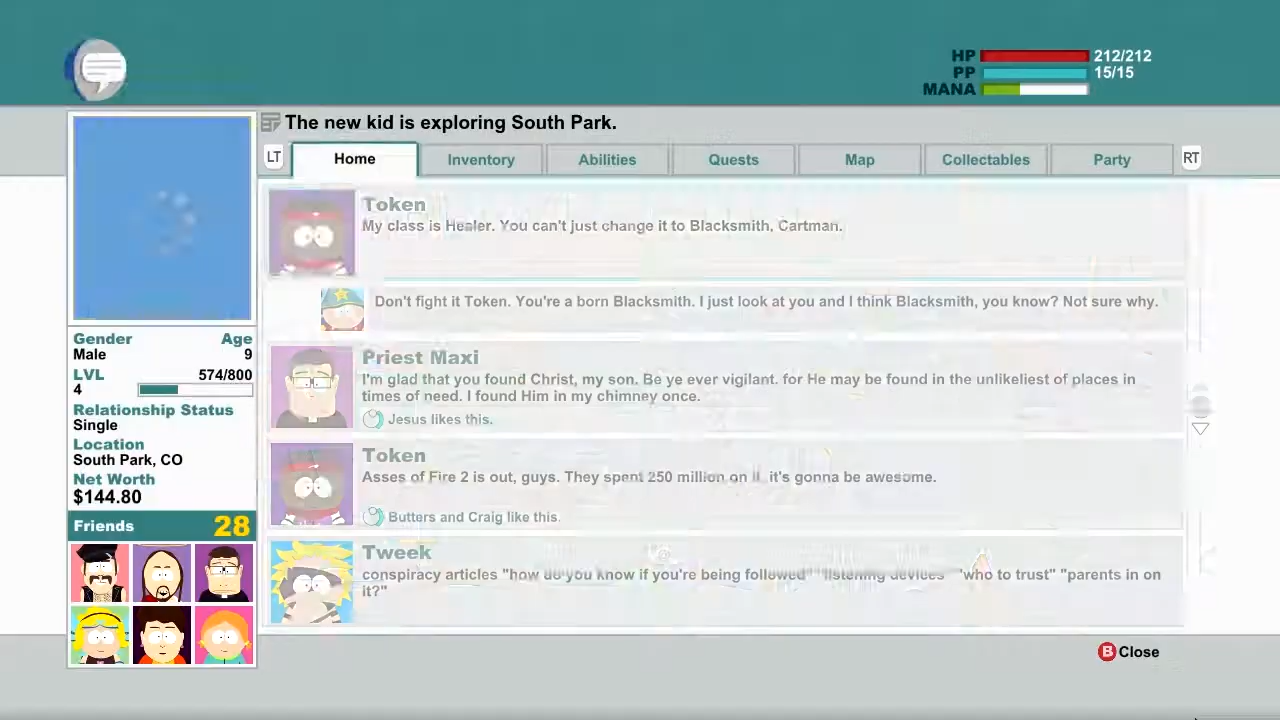 HP 212/212
PP 15/15
MANA
The new kid is exploring South Park.
LT Home Inventory Abilities Quests Map Collectables Party RT
Token
My class is Healer. You can't just change it to Blacksmith, Cartman.
Don't fight it Token. You're a born Blacksmith. I just look at you and I think Blacksmith, you know? Not sure why.
Priest Maxi
I'm glad that you found Christ, my son. Be ye ever vigilant. for He may be found in the unlikeliest of places in
times of need. I found Him in my chimney once.
Jesus likes this.
Token
Asses of Fire 2 is out, guys. They spent 250 million on it. it's gonna be awesome.
Butters and Craig like this.
Tweek
conspiracy articles "how do you know if you're being followed" "listening devices" "who to trust" "parents in on
it?"
Gender Age
Male 9
LVL 574/800
4
Relationship Status
Single
Location
South Park, CO
Net Worth
$144.80
Friends 28
B Close